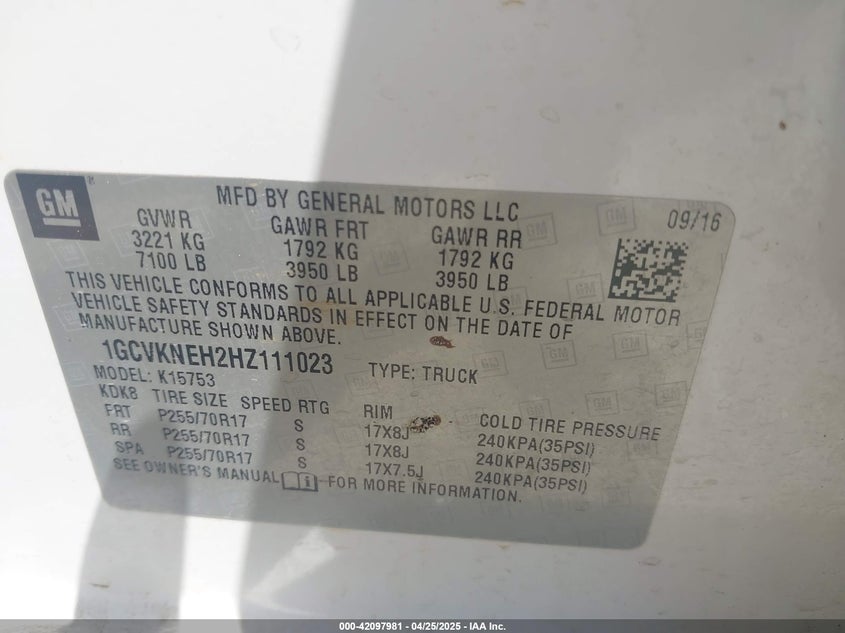 GM
MFD BY GENERAL MOTORS LLC
09/16
GVWR GAWR FRT GAWR RR
3221 KG 1792 KG 1792 KG
7100 LB 3950 LB 3950 LB
THIS VEHICLE CONFORMS TO ALL APPLICABLE U.S. FEDERAL MOTOR
VEHICLE SAFETY STANDARDS IN EFFECT ON THE DATE OF
MANUFACTURE SHOWN ABOVE.
1GCVKNEH2HZ111023 TYPE: TRUCK
MODEL: K15753
KDK8 TIRE SIZE SPEED RTG RIM COLD TIRE PRESSURE
FRT P255/70R17 S 17X8J 240KPA(35PSI)
RR P255/70R17 S 17X8J 240KPA(35PSI)
SPA P255/70R17 S 17X7.5J 240KPA(35PSI)
SEE OWNER'S MANUAL FOR MORE INFORMATION.
000-42097981 - 04/25/2025 - IAA Inc.